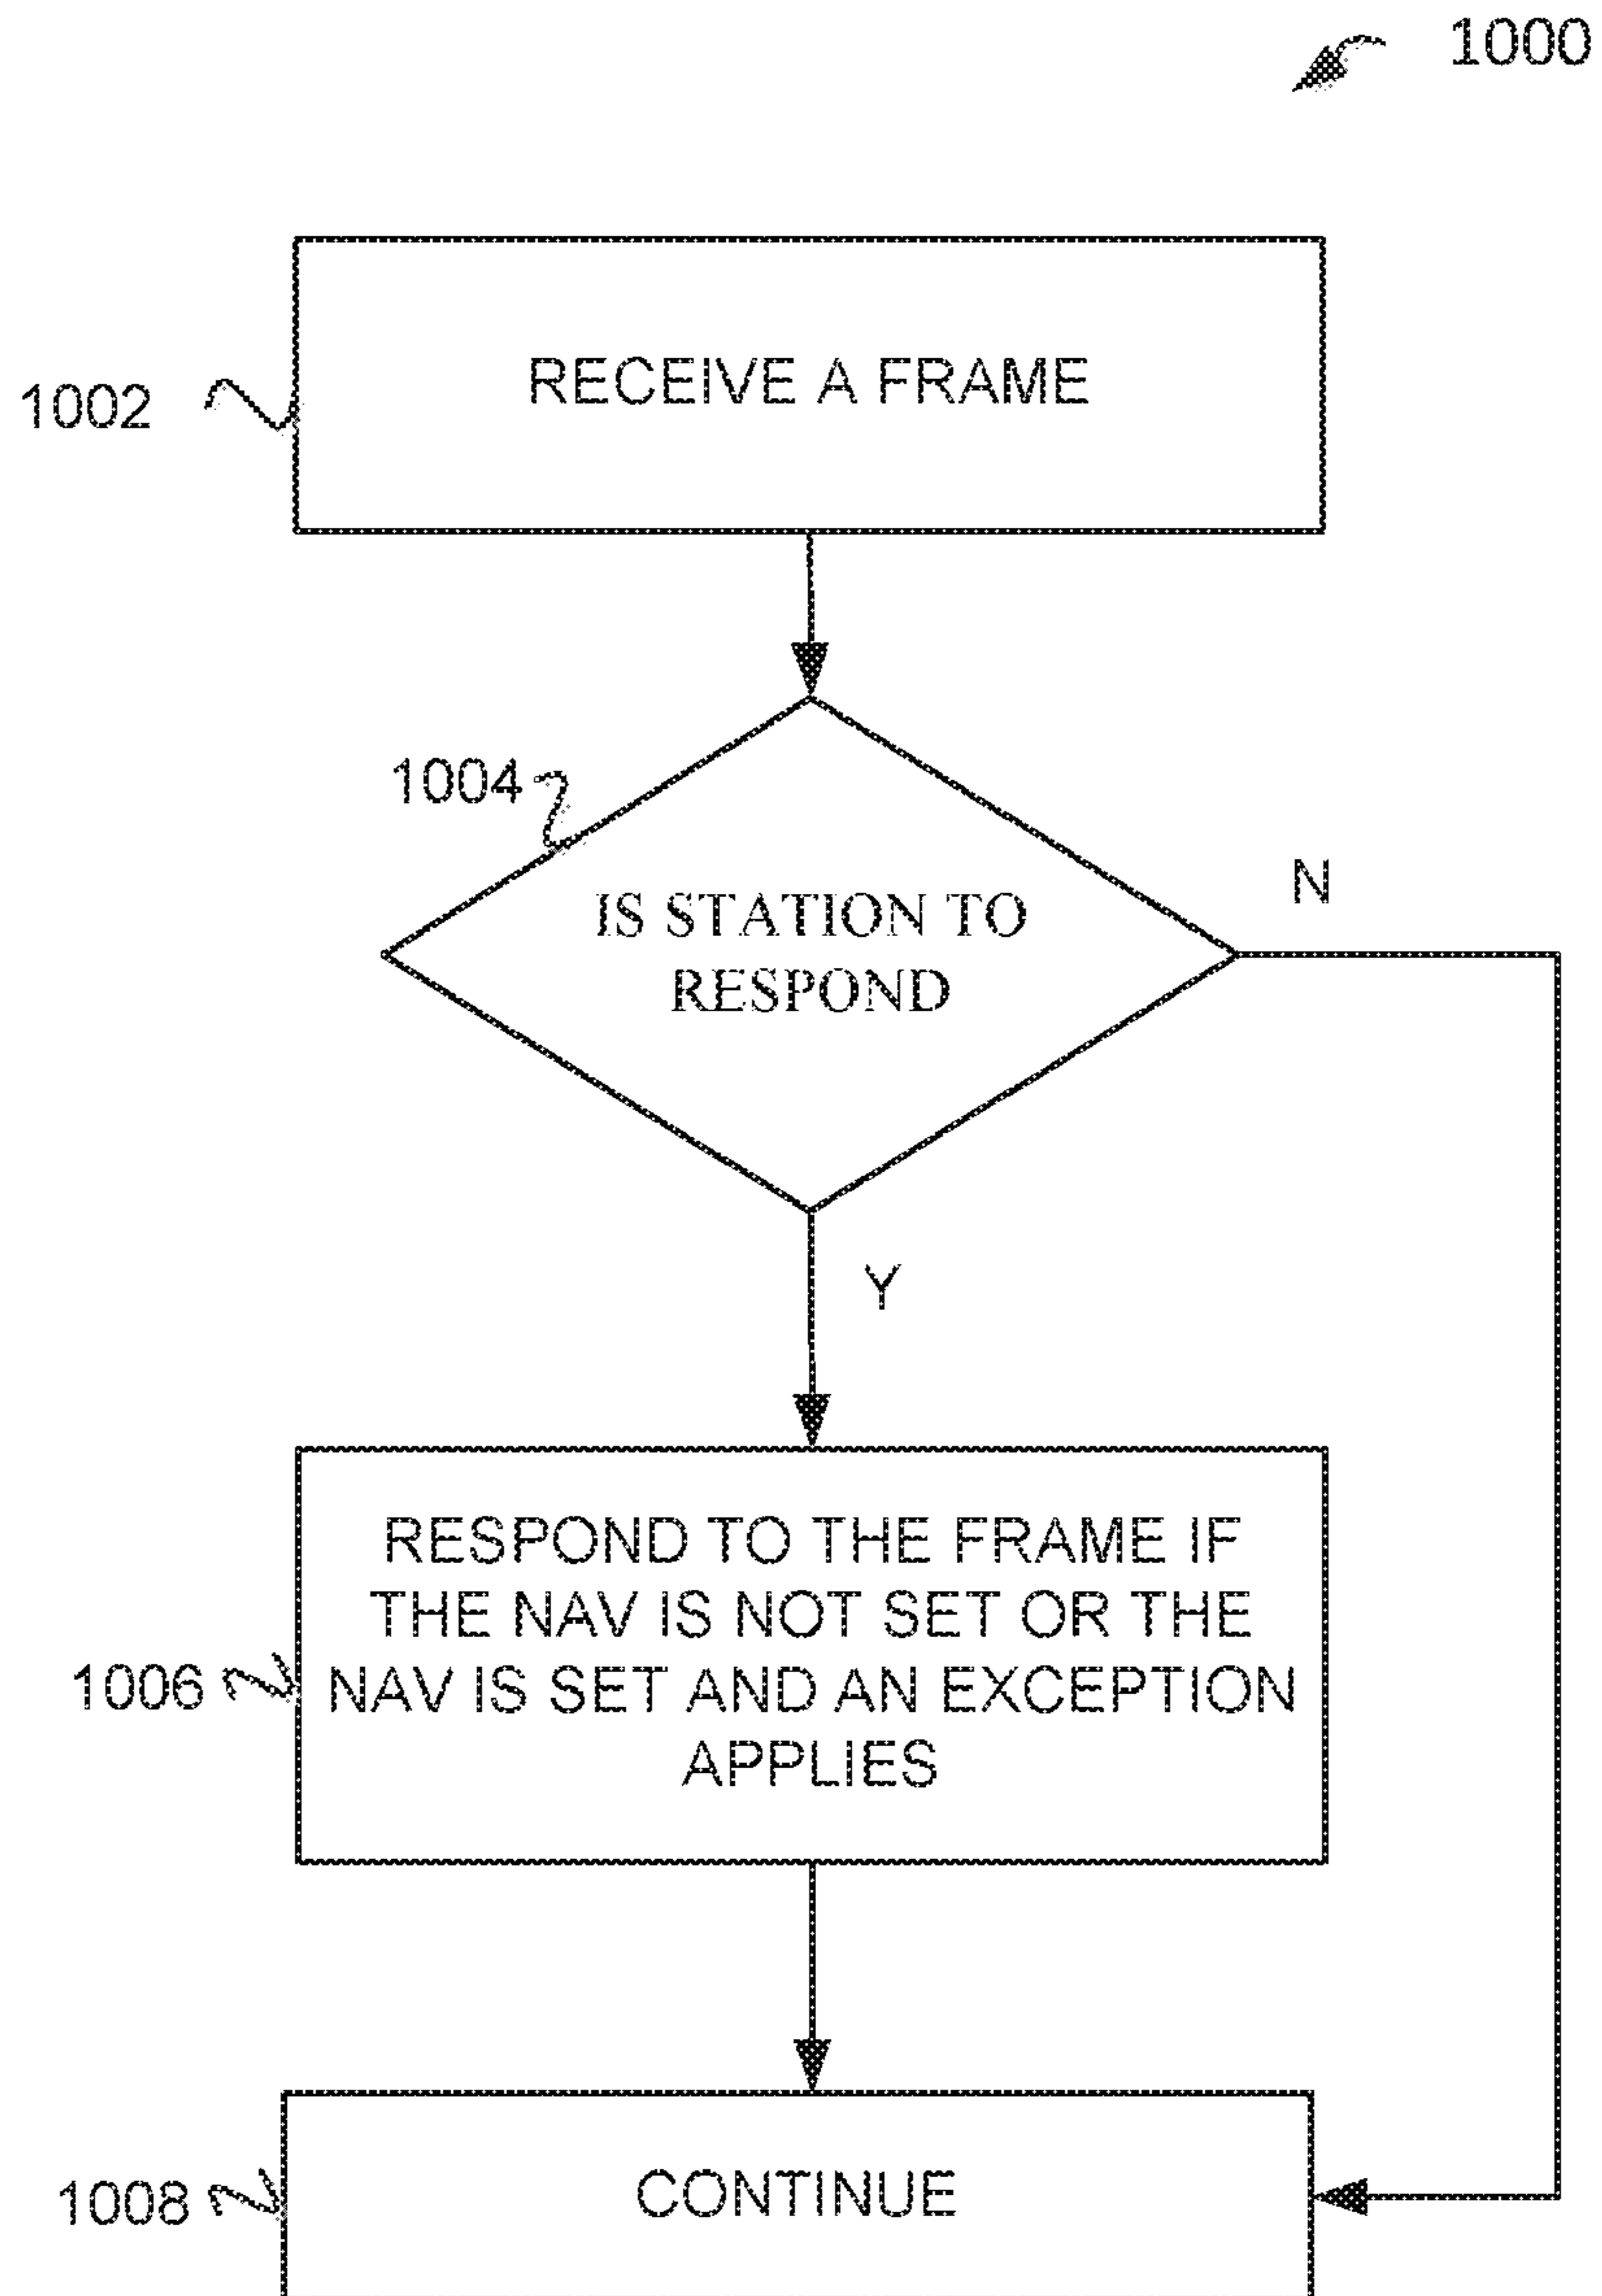 1000
1002
RECEIVE A FRAME
1004
IS STATION TO
RESPOND
N
Y
1006
RESPOND TO THE FRAME IF
THE NAV IS NOT SET OR THE
NAV IS SET AND AN EXCEPTION
APPLIES
1008
CONTINUE